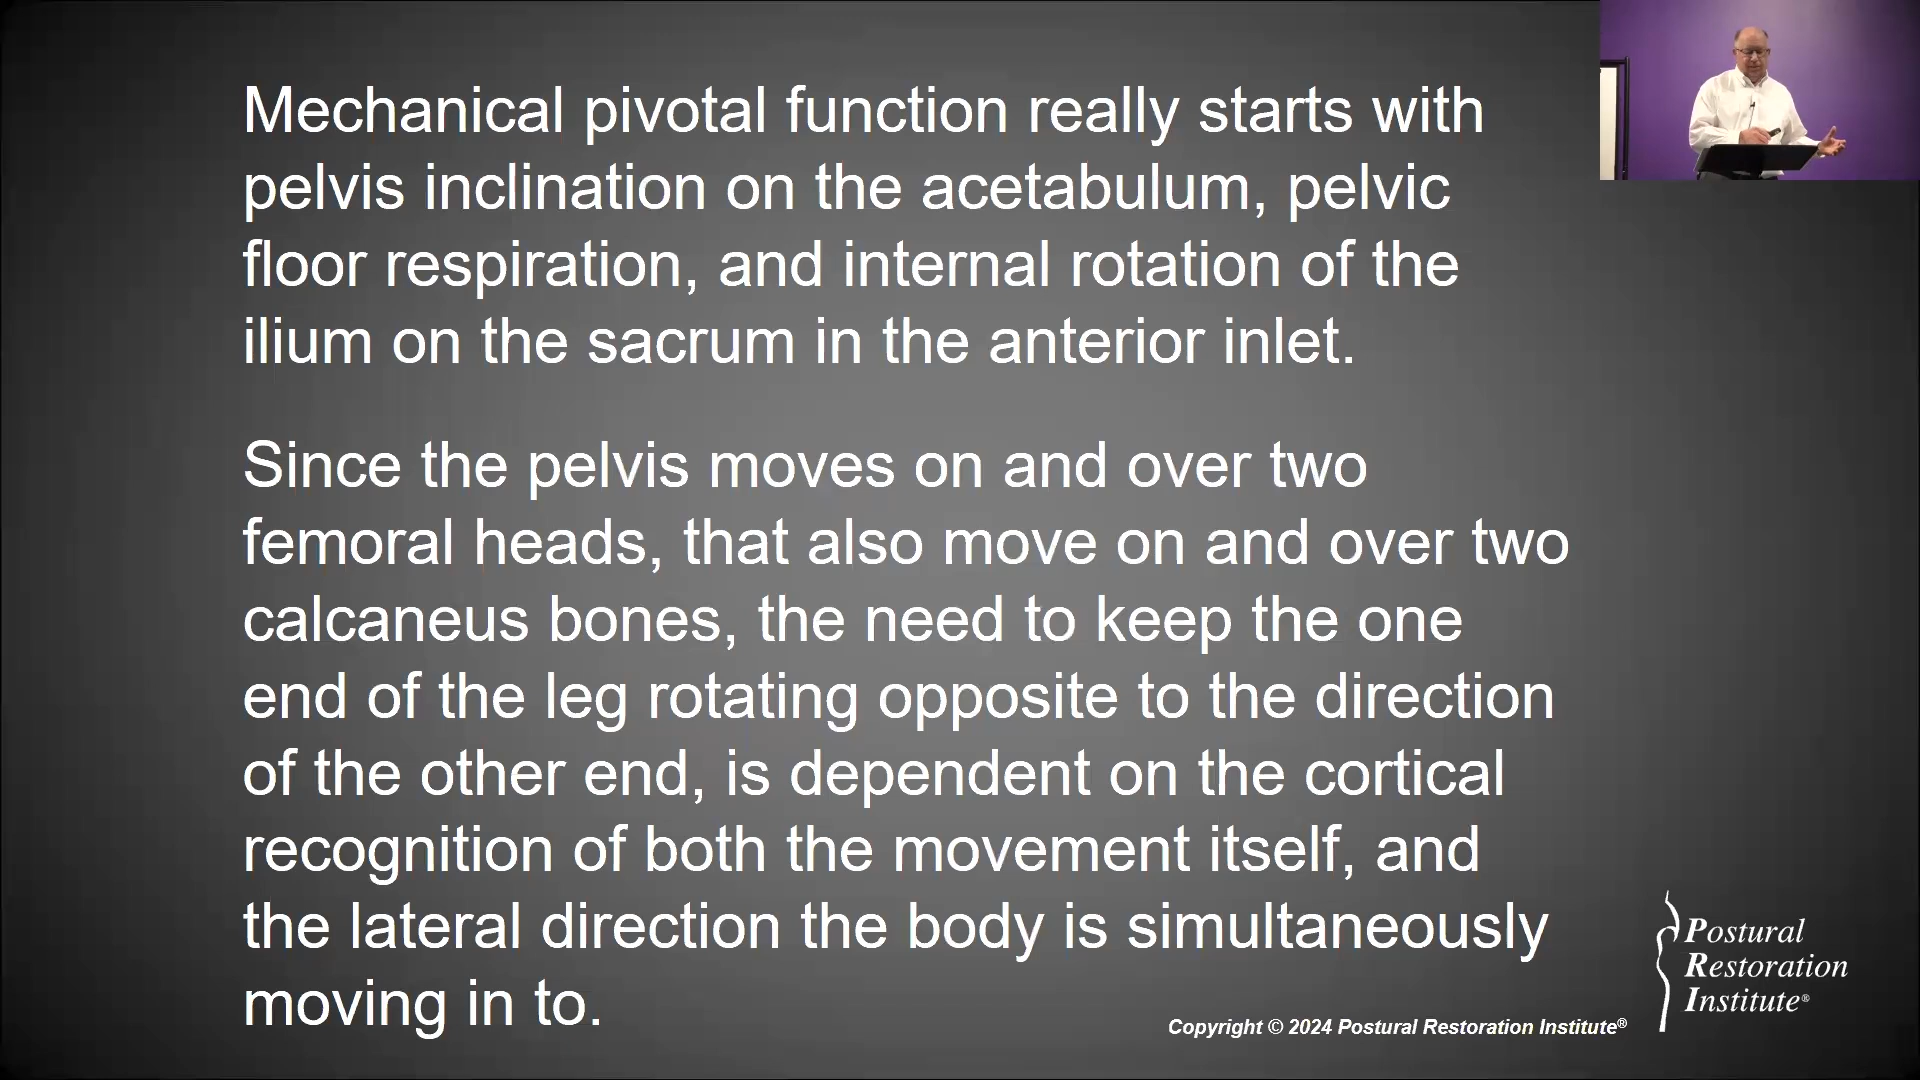 Mechanical pivotal function really starts with
pelvis inclination on the acetabulum, pelvic
floor respiration, and internal rotation of the
ilium on the sacrum in the anterior inlet.
Since the pelvis moves on and over two
femoral heads, that also move on and over two
calcaneus bones, the need to keep the one
end of the leg rotating opposite to the direction
of the other end, is dependent on the cortical
recognition of both the movement itself, and
the lateral direction the body is simultaneously
moving in to.
Postural
Restoration
Institute®
Copyright © 2024 Postural Restoration Institute®